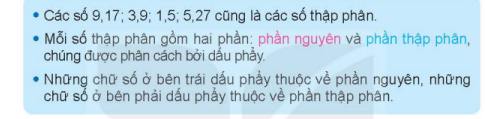 • Các số 9,17; 3,9; 1,5; 5,27 cũng là các số thập phân.
• Mỗi số thập phân gồm hai phần: phần nguyên và phần thập phân,
chúng được phân cách bởi dấu phẩy.
• Những chữ số ở bên trái dấu phẩy thuộc về phần nguyên, những
chữ số ở bên phải dấu phẩy thuộc về phần thập phân.